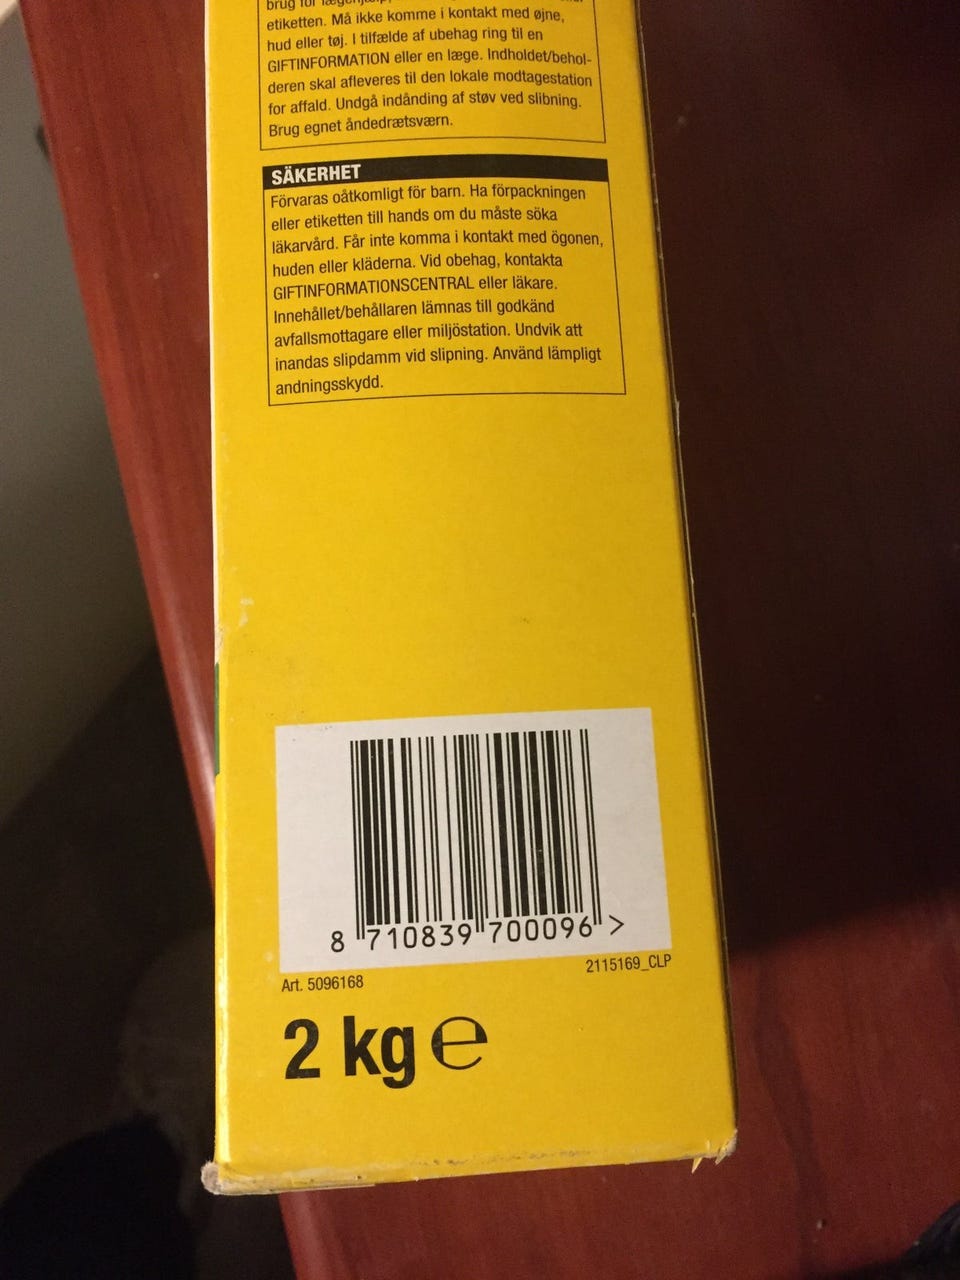 brug for lægehjælp,
etiketten. Må ikke komme i kontakt med øjne,
hud eller tøj. I tilfælde af ubehag ring til en
GIFTINFORMATION eller en læge. Indholdet/behol-
deren skal afleveres til den lokale modtagestation
for affald. Undgå indånding af støv ved slibning.
Brug egnet åndedrætsværn.
SÄKERHET
Förvaras oåtkomligt för barn. Ha förpackningen
eller etiketten till hands om du måste söka
läkarvård. Får inte komma i kontakt med ögonen,
huden eller kläderna. Vid obehag, kontakta
GIFTINFORMATIONSCENTRAL eller läkare.
Innehållet/behållaren lämnas till godkänd
avfallsmottagare eller miljöstation. Undvik att
inandas slipdamm vid slipning. Använd lämpligt
andningsskydd.
8 710839 700096 >
Art. 5096168 2115169_CLP
2 kg e